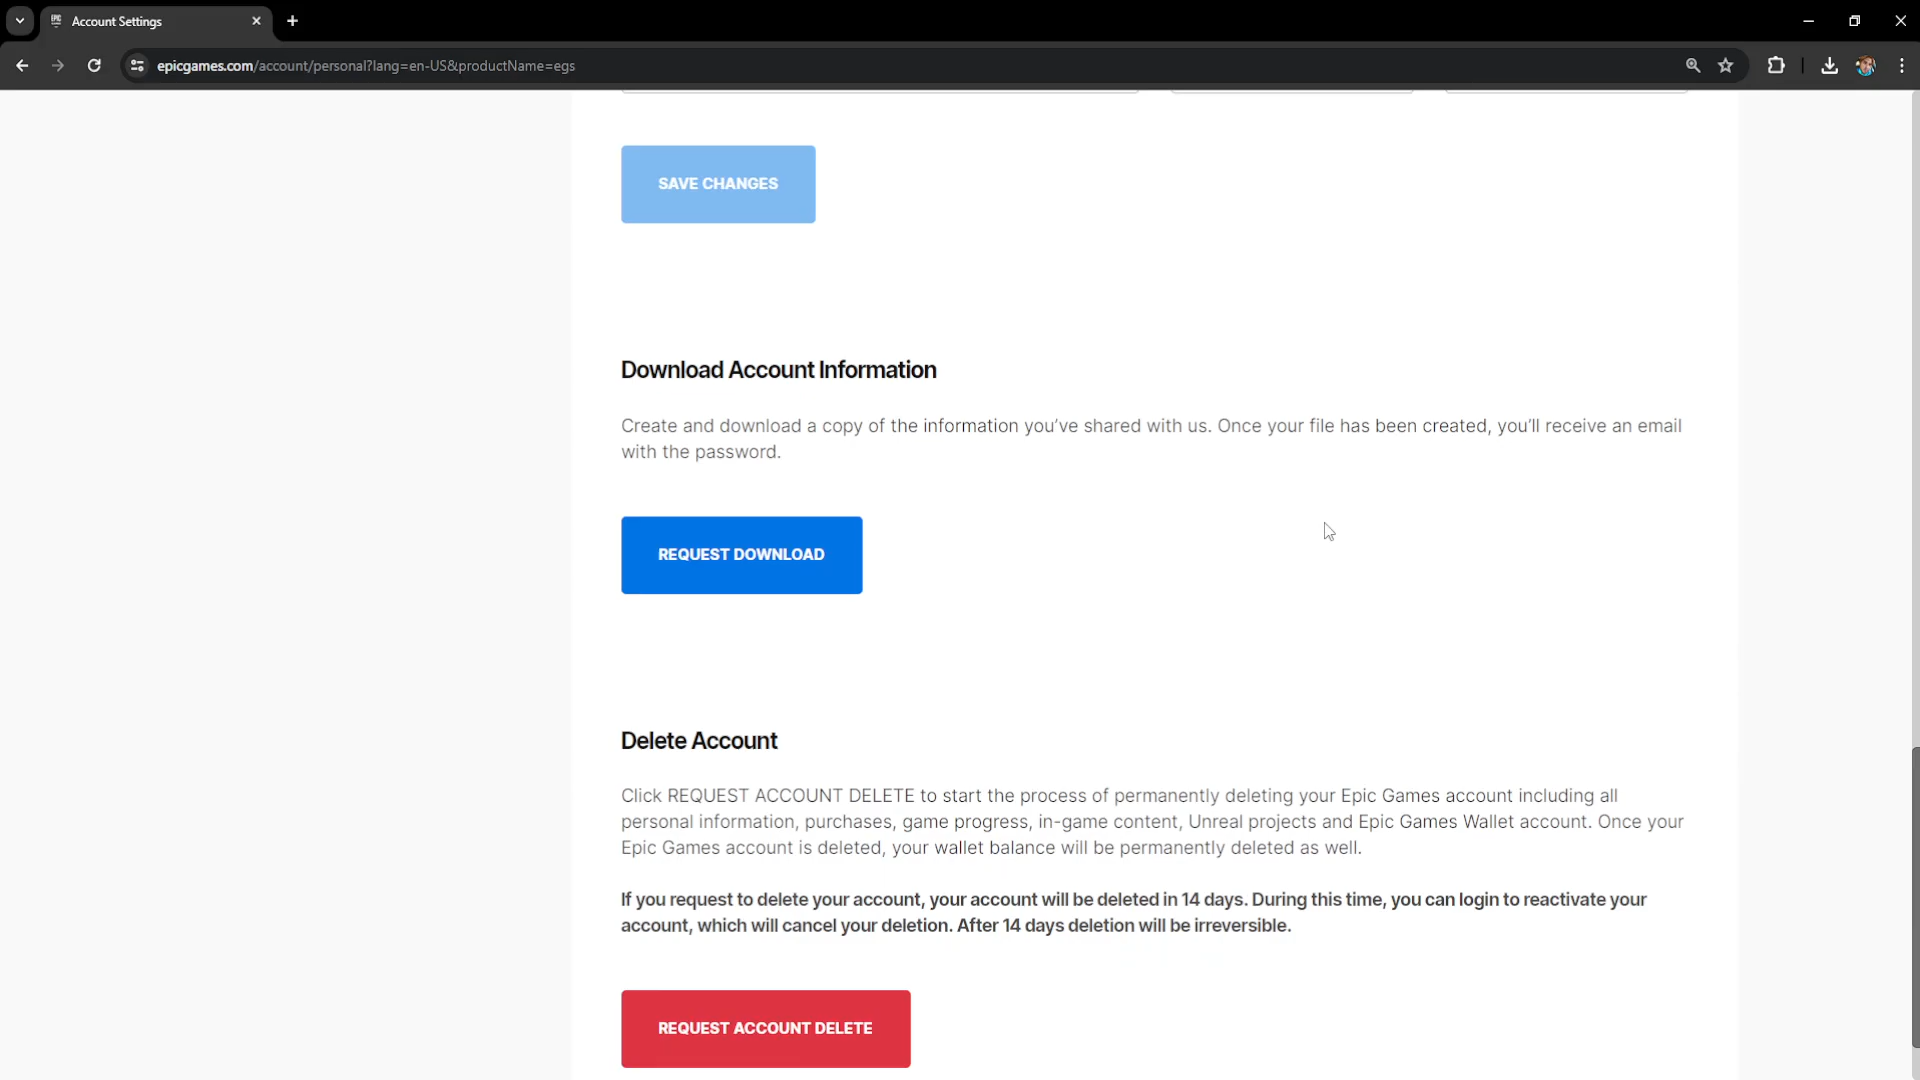 Account Settings
epicgames.com/account/personal?lang=en-US&productName=egs
SAVE CHANGES
Download Account Information
Create and download a copy of the information you’ve shared with us. Once your file has been created, you’ll receive an email
with the password.
REQUEST DOWNLOAD
Delete Account
Click REQUEST ACCOUNT DELETE to start the process of permanently deleting your Epic Games account including all
personal information, purchases, game progress, in-game content, Unreal projects and Epic Games Wallet account. Once your
Epic Games account is deleted, your wallet balance will be permanently deleted as well.
If you request to delete your account, your account will be deleted in 14 days. During this time, you can login to reactivate your
account, which will cancel your deletion. After 14 days deletion will be irreversible.
REQUEST ACCOUNT DELETE